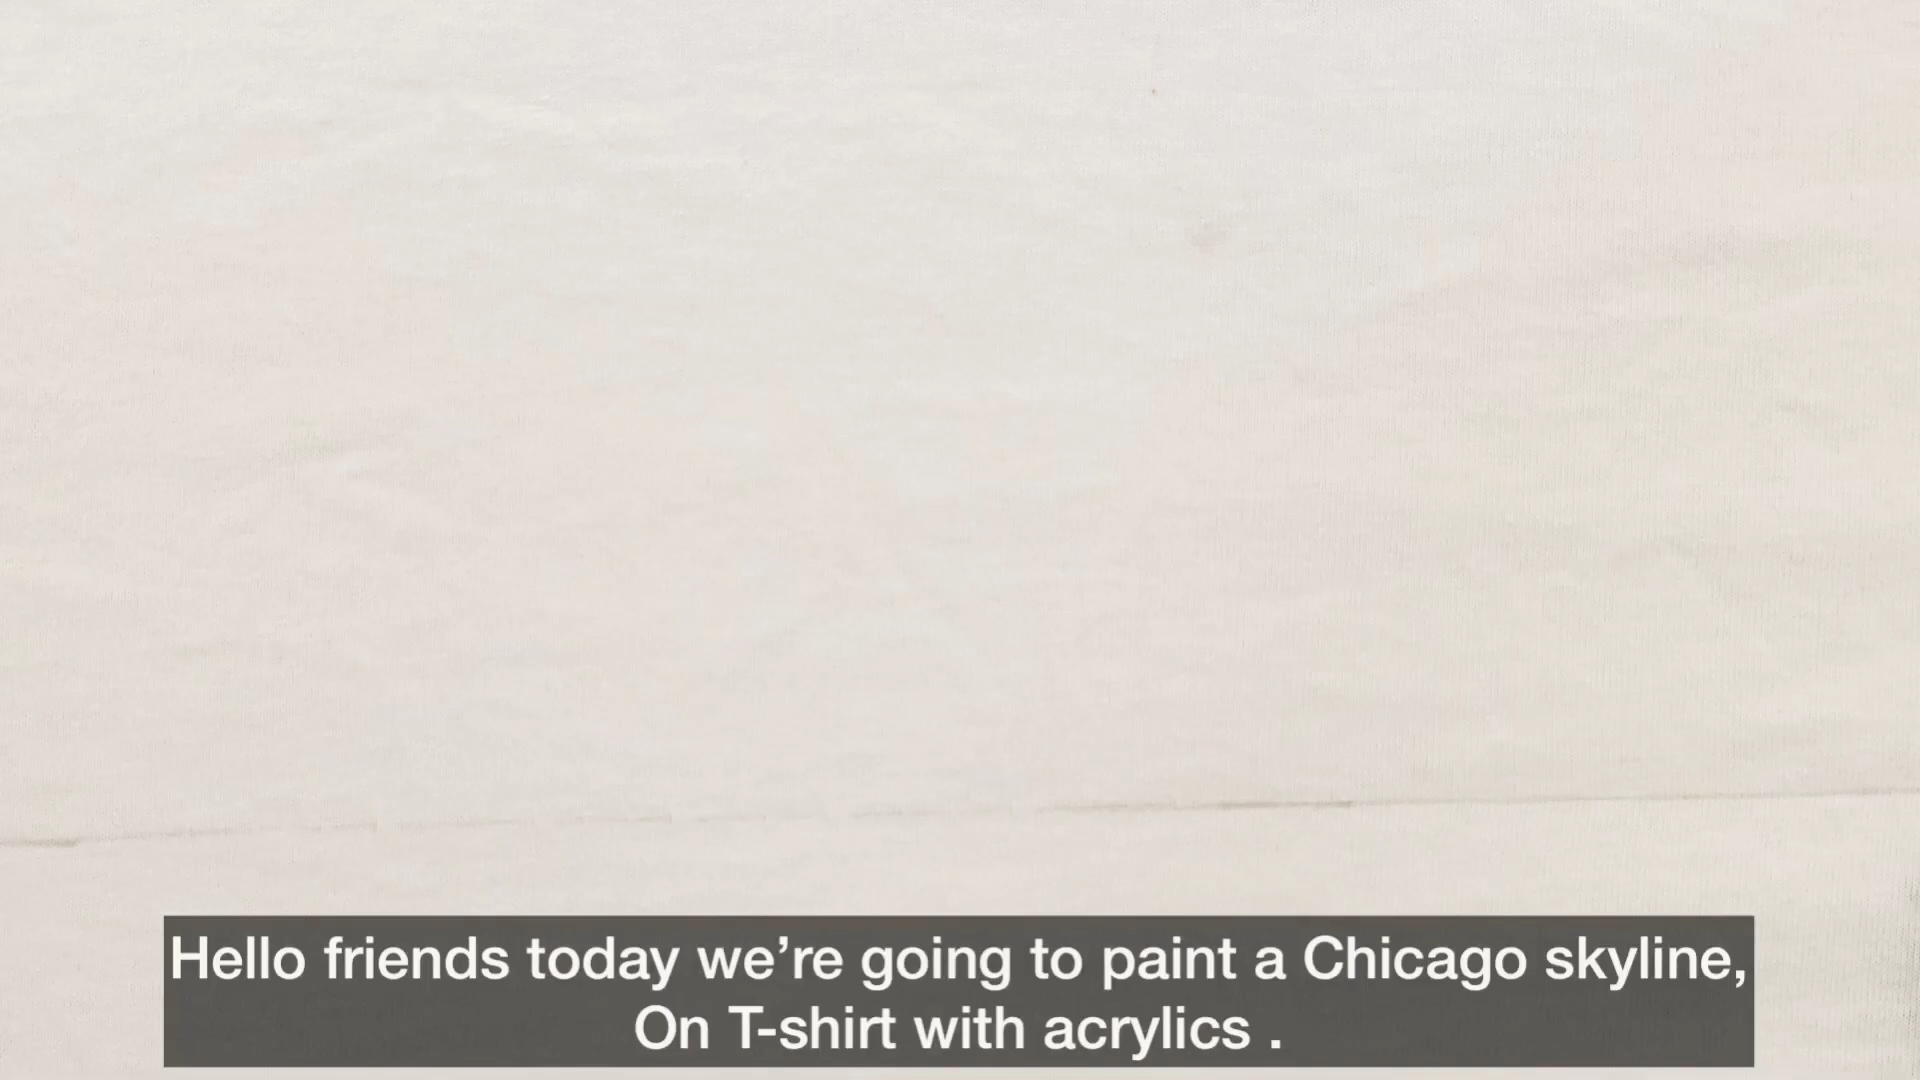 Hello friends today we’re going to paint a Chicago skyline,
On T-shirt with acrylics .